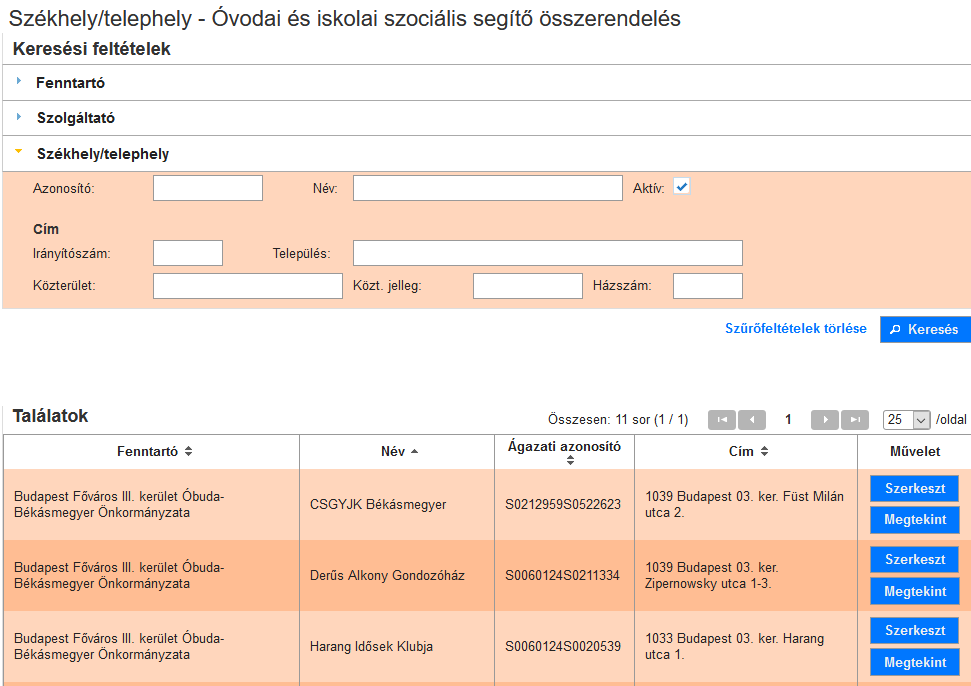 Székhely/telephely - Óvodai és iskolai szociális segítő összerendelés
Keresési feltételek
Fenntartó
Szolgáltató
Székhely/telephely
Azonosító: Név: Aktív:
Cím
Irányítószám: Település:
Közterület: Közt. jelleg: Házszám:
Szűrőfeltételek törlése Keresés
Találatok Összesen: 11 sor (1 / 1) 1 25 /oldal
Fenntartó Név Ágazati azonosító Cím Művelet
Budapest Főváros III. kerület Óbuda-
Békásmegyer Önkormányzata
CSGYJK Békásmegyer
S0212959S0522623
1039 Budapest 03. ker. Füst Milán
utca 2.
Szerkeszt
Megtekint
Budapest Főváros III. kerület Óbuda-
Békásmegyer Önkormányzata
Derűs Alkony Gondozóház
S0060124S0211334
1039 Budapest 03. ker.
Zipernowsky utca 1-3.
Szerkeszt
Megtekint
Budapest Főváros III. kerület Óbuda-
Békásmegyer Önkormányzata
Harang Idősek Klubja
S0060124S0020539
1033 Budapest 03. ker. Harang
utca 1.
Szerkeszt
Megtekint